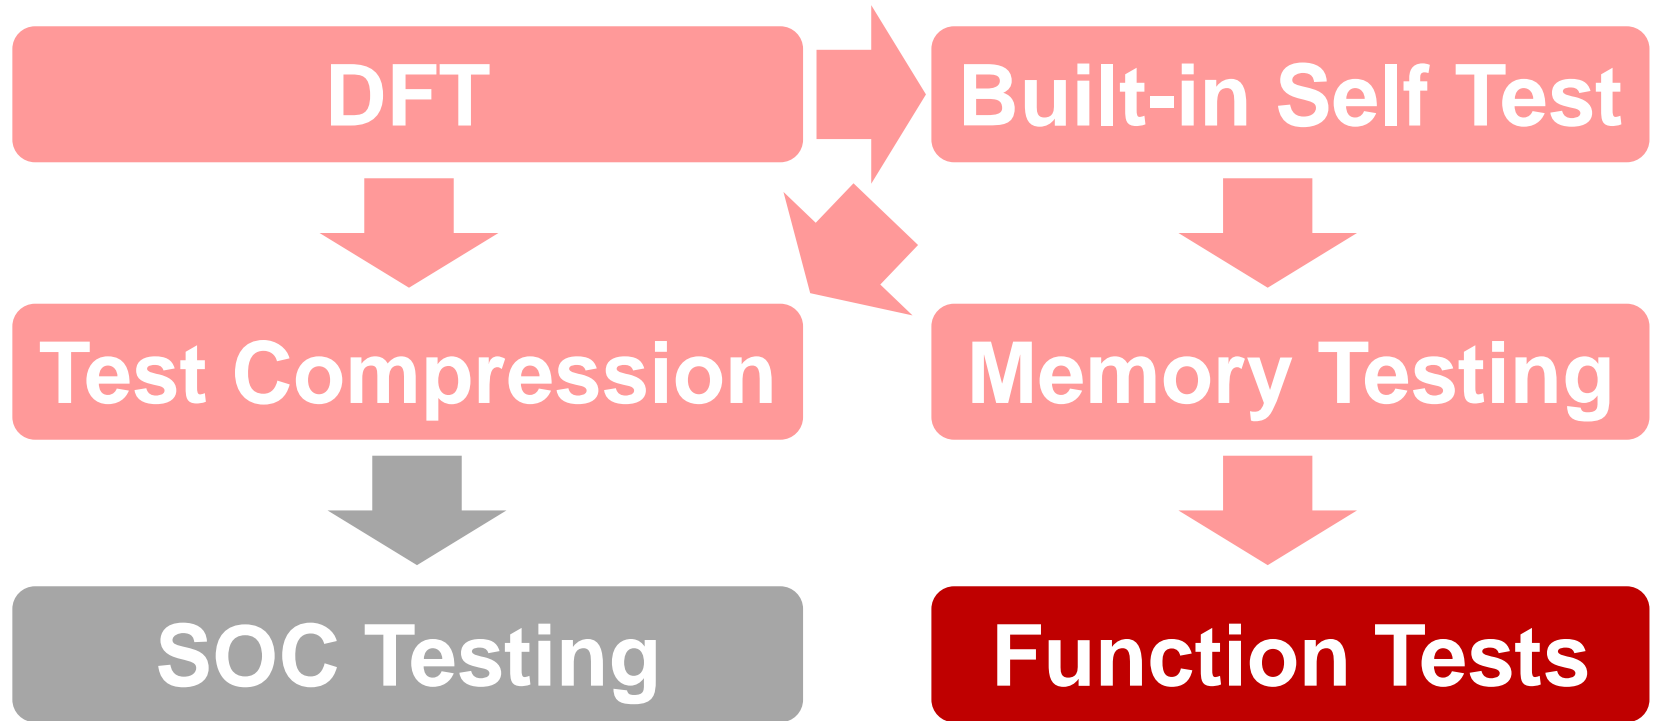 DFT
Built-in Self Test
Test Compression
Memory Testing
SOC Testing
Function Tests